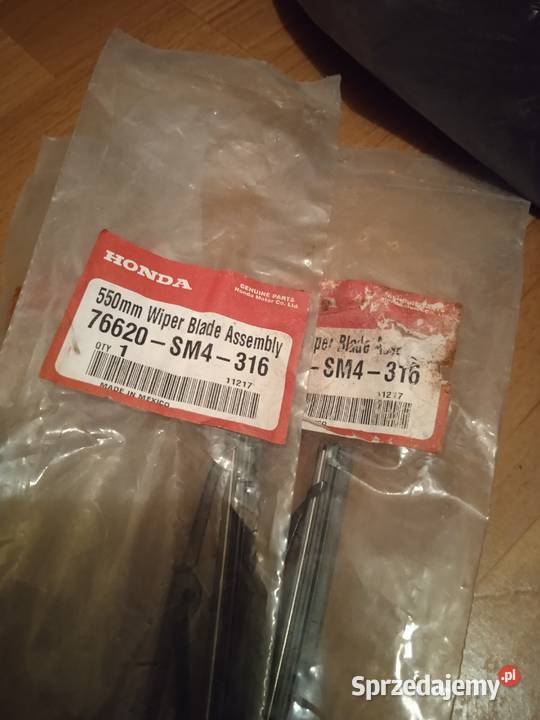 HONDA
GENUINE PARTS
Honda Motor Co., Ltd.
550mm Wiper Blade Assembly
76620-SM4-316
QTY 1
11217
MADE IN MEXICO
Wiper Blade
-SM4-316
11217
Sprzedajemy.pl